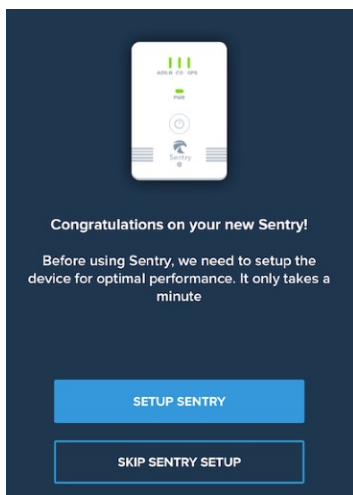 ADS-B CO GPS
PWR
Sentry
Congratulations on your new Sentry!
Before using Sentry, we need to setup the
device for optimal performance. It only takes a
minute
SETUP SENTRY
SKIP SENTRY SETUP